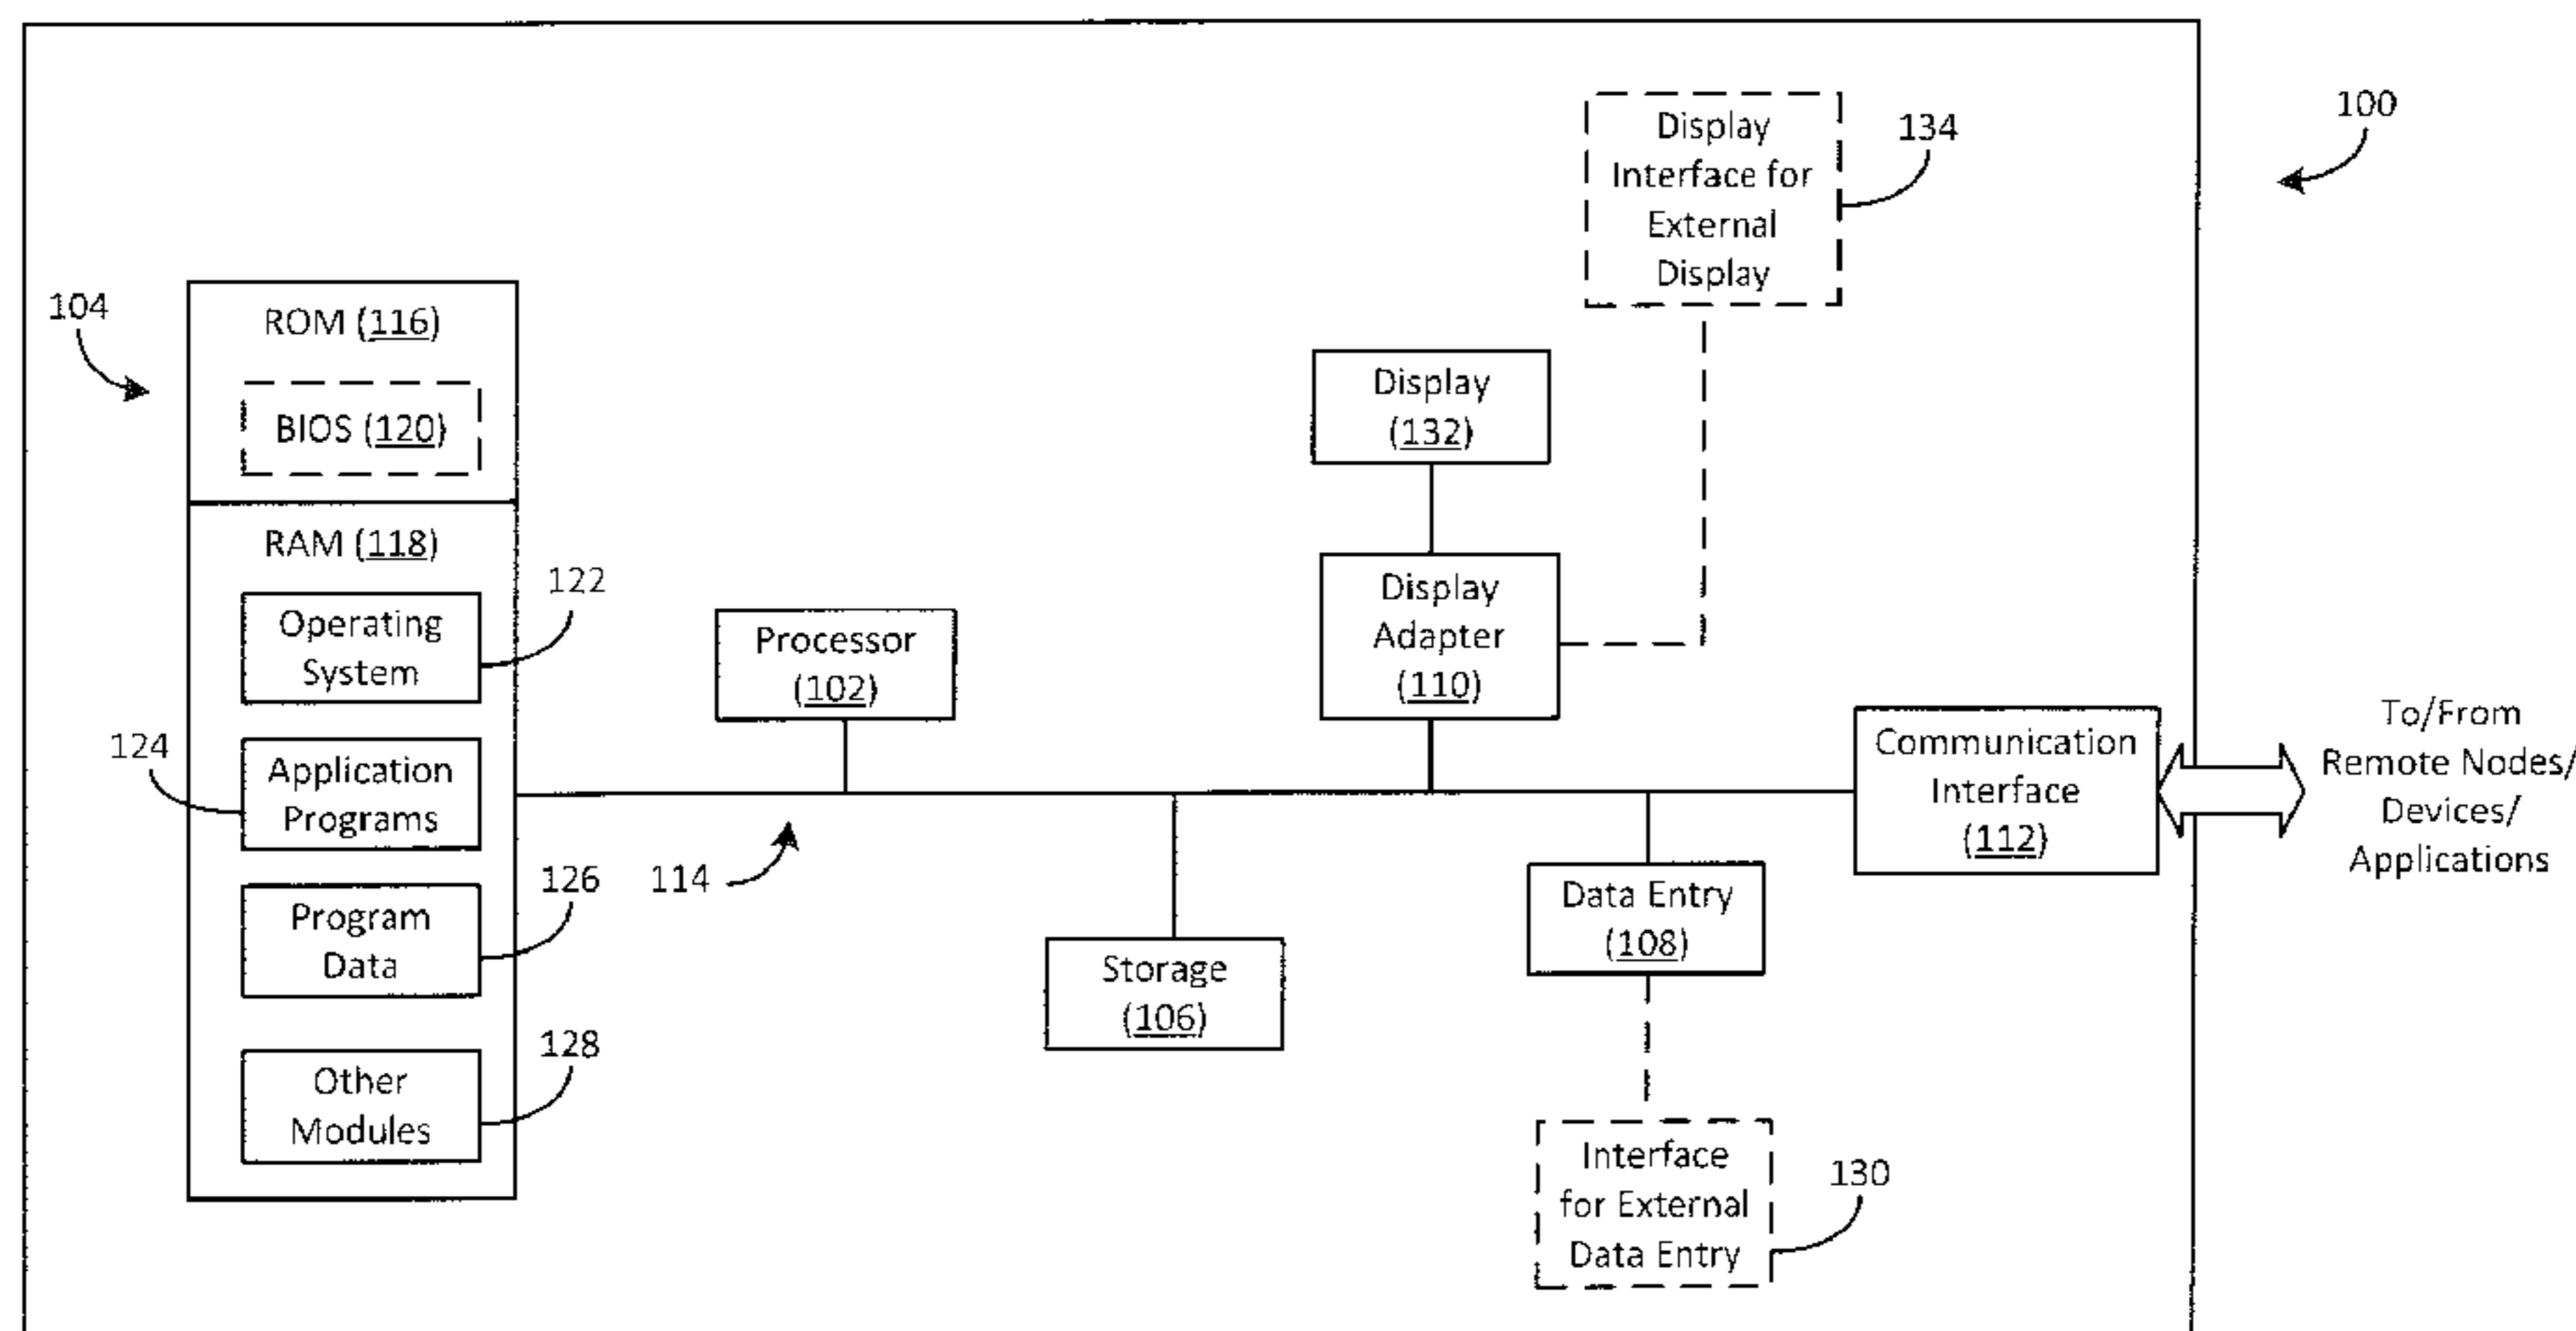 100
134
Display
Interface for
External
Display
104
ROM (116)
BIOS (120)
Display
(132)
RAM (118)
122
Operating
System
Processor
(102)
Display
Adapter
(110)
124
Application
Programs
114
Communication
Interface
(112)
To/From
Remote Nodes/
Devices/
Applications
126
Program
Data
Storage
(106)
Data Entry
(108)
128
Other
Modules
Interface
for External
Data Entry
130